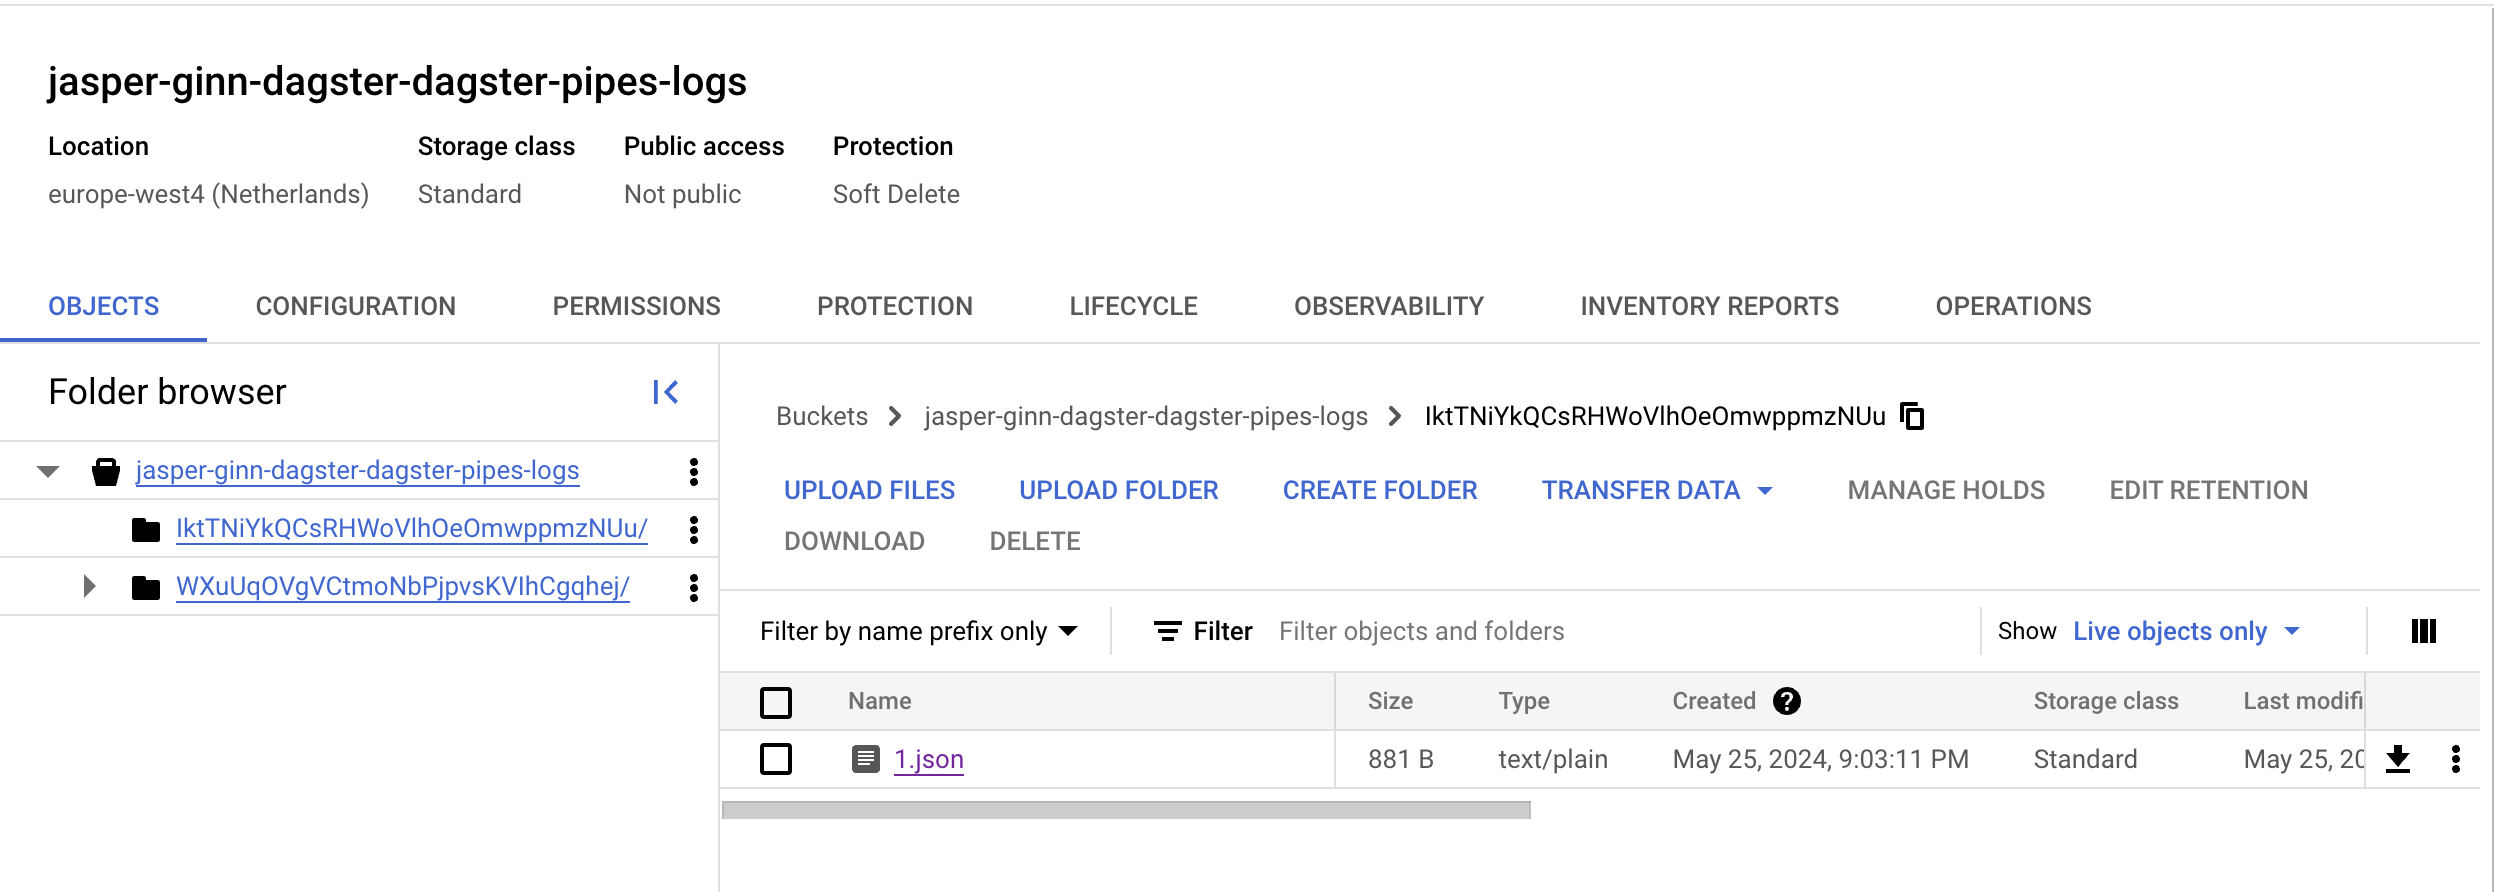 jasper-ginn-dagster-dagster-pipes-logs
Location Storage class Public access Protection
europe-west4 (Netherlands) Standard Not public Soft Delete
OBJECTS CONFIGURATION PERMISSIONS PROTECTION LIFECYCLE OBSERVABILITY INVENTORY REPORTS OPERATIONS
Folder browser
jasper-ginn-dagster-dagster-pipes-logs
IktTNiYkQCsRHWoVlhOeOmwppmzNUu/
WXuUqOVgVCtmoNbPjpvsKVIhCgqhej/
Buckets jasper-ginn-dagster-dagster-pipes-logs IktTNiYkQCsRHWoVlhOeOmwppmzNUu
UPLOAD FILES UPLOAD FOLDER CREATE FOLDER TRANSFER DATA MANAGE HOLDS EDIT RETENTION
DOWNLOAD DELETE
Filter by name prefix only Filter Filter objects and folders Show Live objects only
Name Size Type Created ? Storage class Last modifi
1.json 881 B text/plain May 25, 2024, 9:03:11 PM Standard May 25, 20